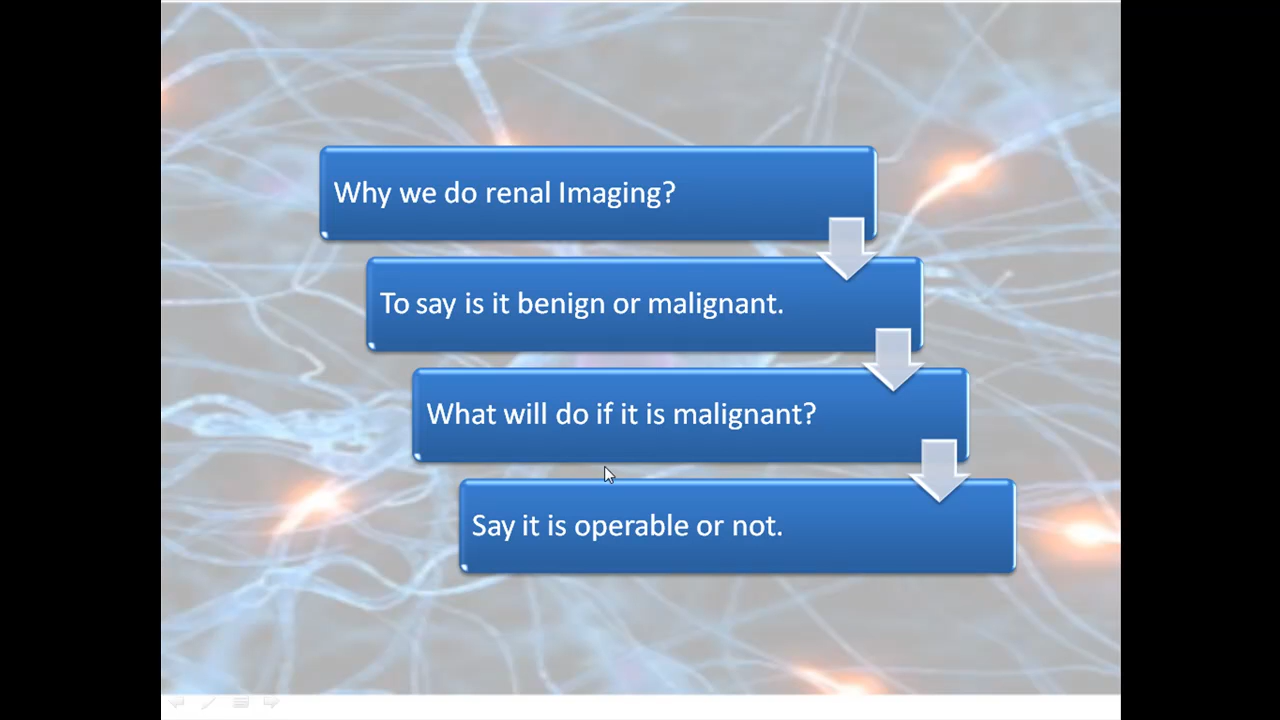 Why we do renal Imaging?
To say is it benign or malignant.
What will do if it is malignant?
Say it is operable or not.